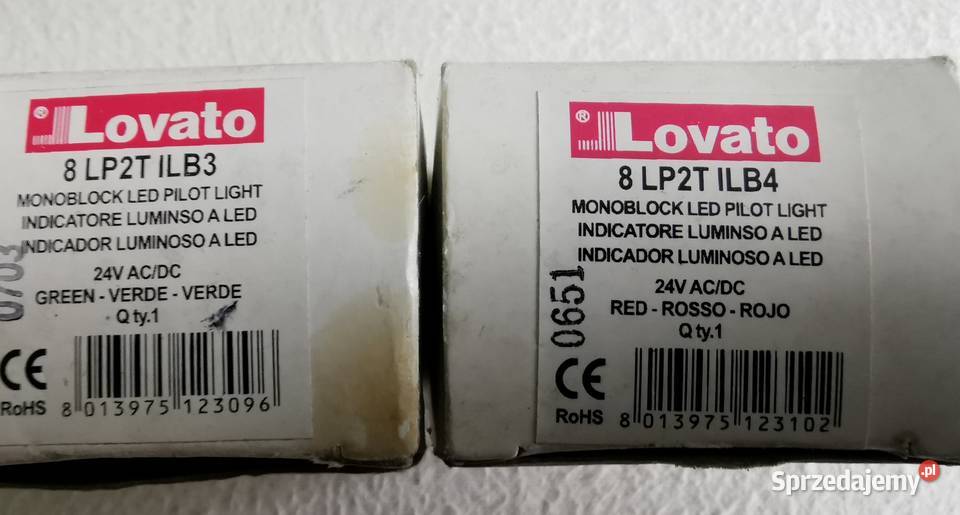 ® Lovato
8 LP2T ILB3
MONOBLOCK LED PILOT LIGHT
INDICATORE LUMINSO A LED
INDICADOR LUMINOSO A LED
24V AC/DC
GREEN - VERDE - VERDE
Q ty.1
0703
CE
RoHS
8 013975 123096
® Lovato
8 LP2T ILB4
MONOBLOCK LED PILOT LIGHT
INDICATORE LUMINSO A LED
INDICADOR LUMINOSO A LED
24V AC/DC
RED - ROSSO - ROJO
Q ty.1
0651
CE
RoHS
8 013975 123102
Sprzedajemy.pl